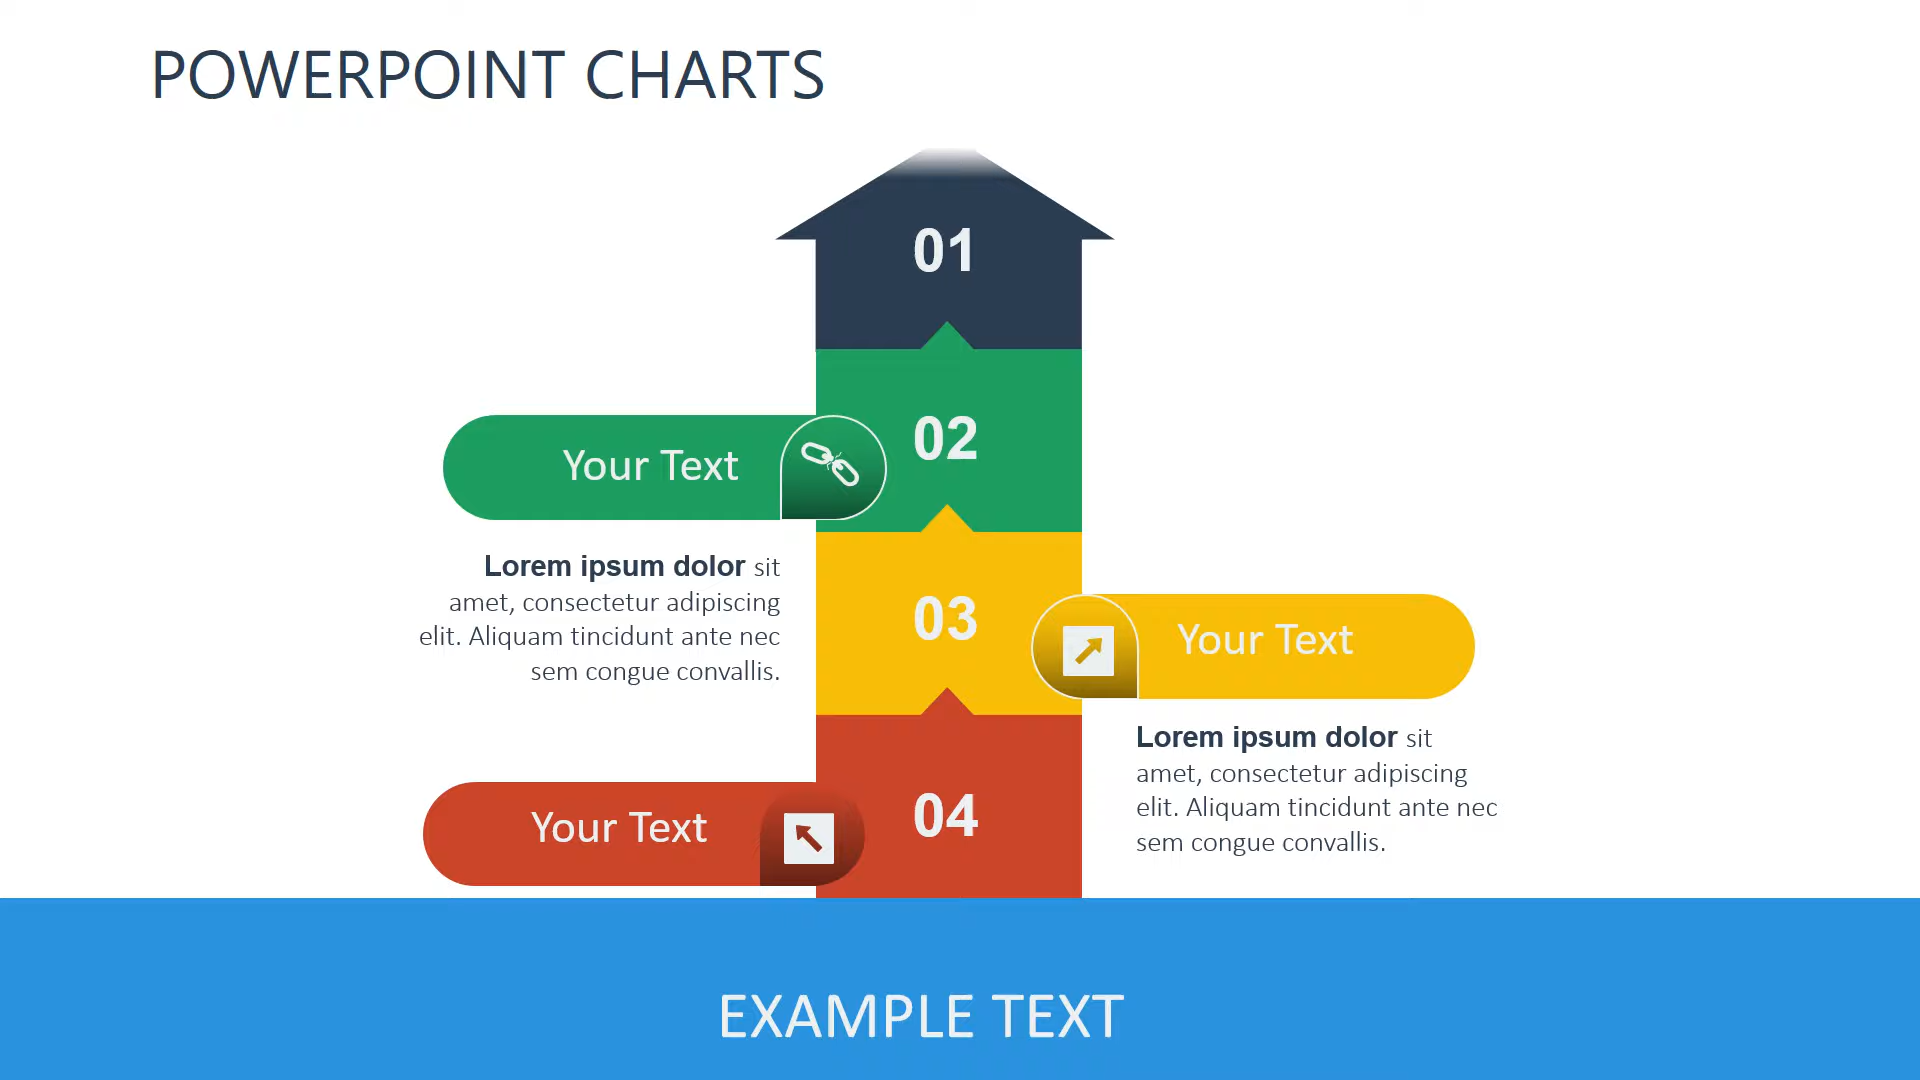 POWERPOINT CHARTS
01
02
Your Text
Lorem ipsum dolor sit
amet, consectetur adipiscing
elit. Aliquam tincidunt ante nec
sem congue convallis.
03
Your Text
Lorem ipsum dolor sit
amet, consectetur adipiscing
elit. Aliquam tincidunt ante nec
sem congue convallis.
Your Text
04
EXAMPLE TEXT